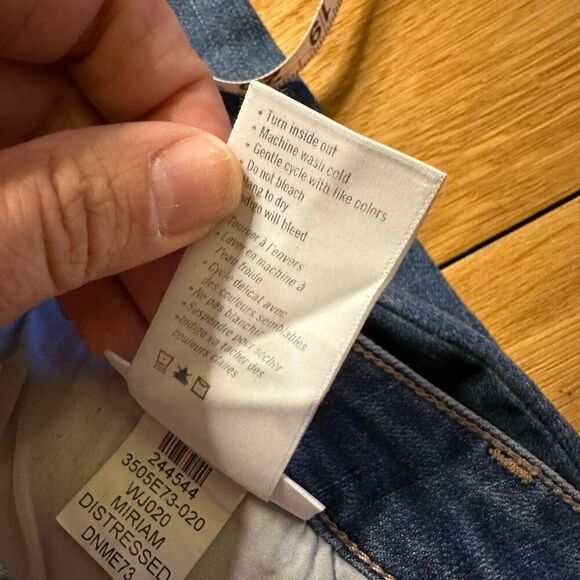 • Turn inside out
• Machine wash cold
• Gentle cycle with like colors
• Do not bleach
to dry
will bleed
Tourner à l'envers
• Laver en machine à
l'eau froide
• Cycle délicat avec
des couleurs semblables
• Ne pas blanchir
• Suspendre pour sécher
• Indigo va tacher des
couleurs claires
244544
3505E73-020
WJ020
MIRIAM
DISTRESSED
DNME73